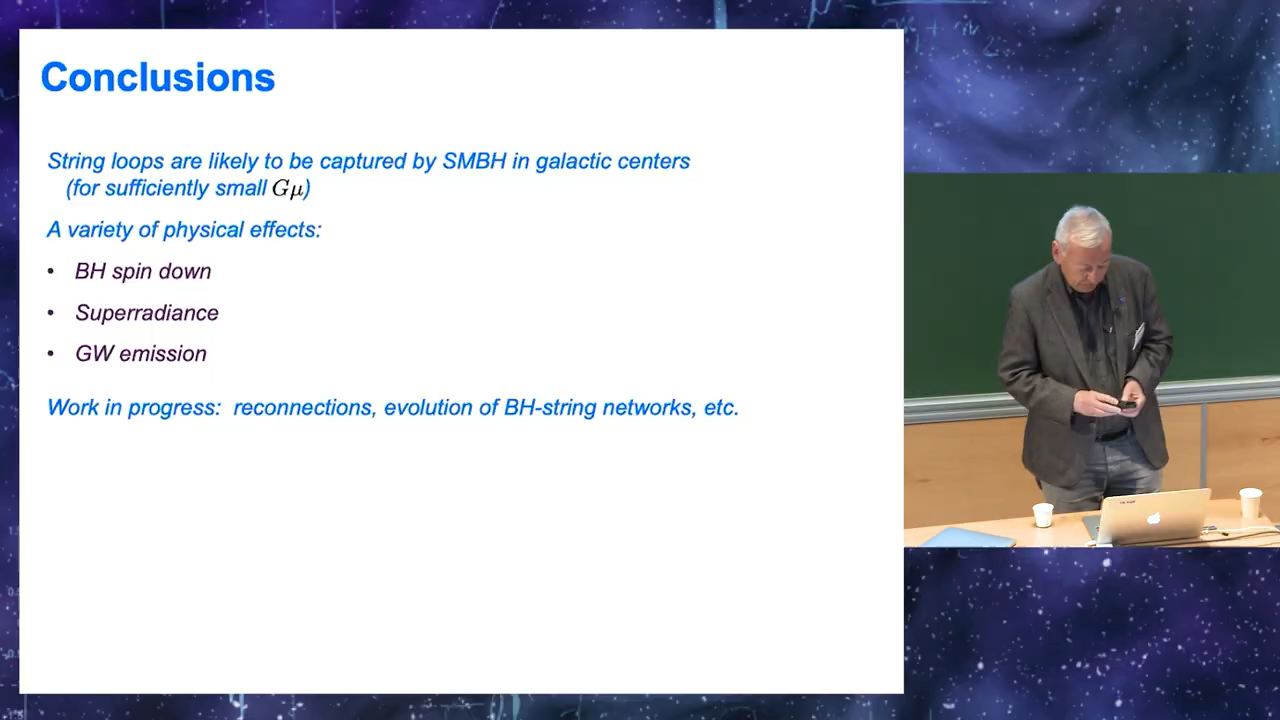 Conclusions
String loops are likely to be captured by SMBH in galactic centers
(for sufficiently small Gμ)
A variety of physical effects:
• BH spin down
• Superradiance
• GW emission
Work in progress: reconnections, evolution of BH-string networks, etc.